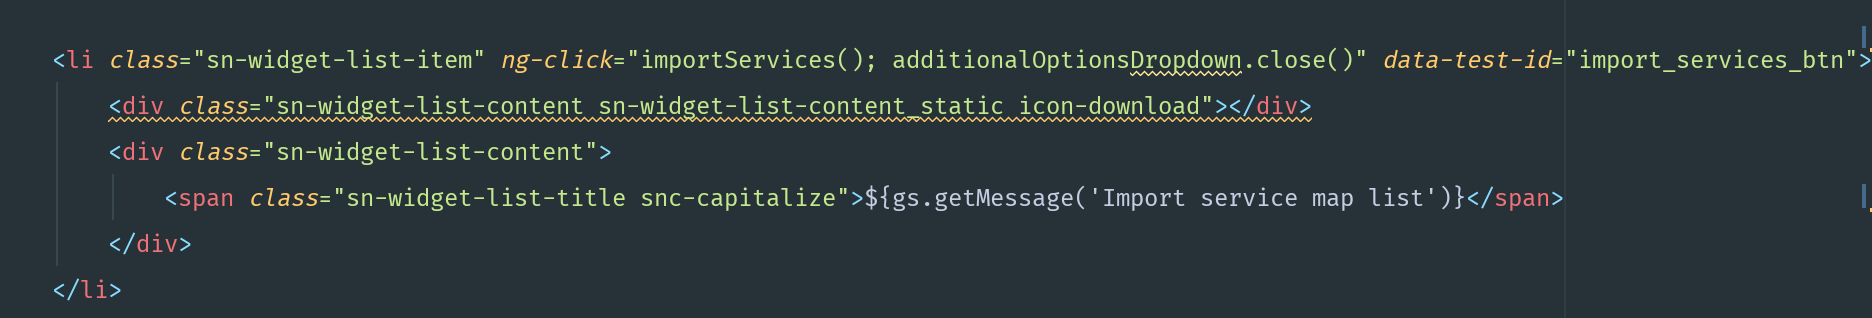 <li class="sn-widget-list-item" ng-click="importServices(); additionalOptionsDropdown.close()" data-test-id="import_services_btn">
<div class="sn-widget-list-content sn-widget-list-content_static icon-download"></div>
<div class="sn-widget-list-content">
<span class="sn-widget-list-title snc-capitalize">${gs.getMessage('Import service map list')}</span>
</div>
</li>